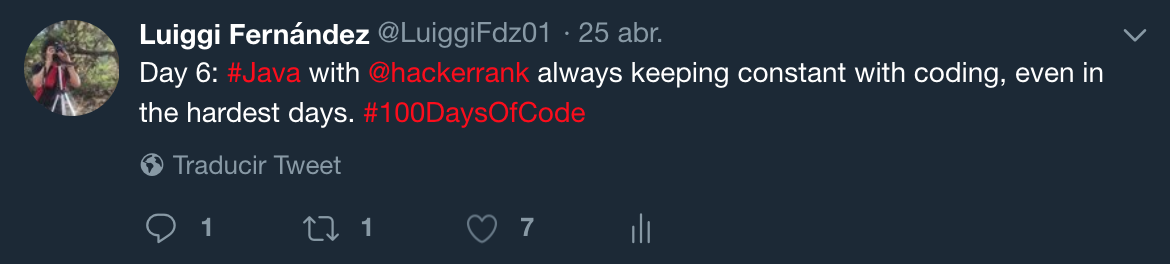 Luiggi Fernández @LuiggiFdz01 · 25 abr.
Day 6: #Java with @hackerrank always keeping constant with coding, even in
the hardest days. #100DaysOfCode
Traducir Tweet
1 1 7